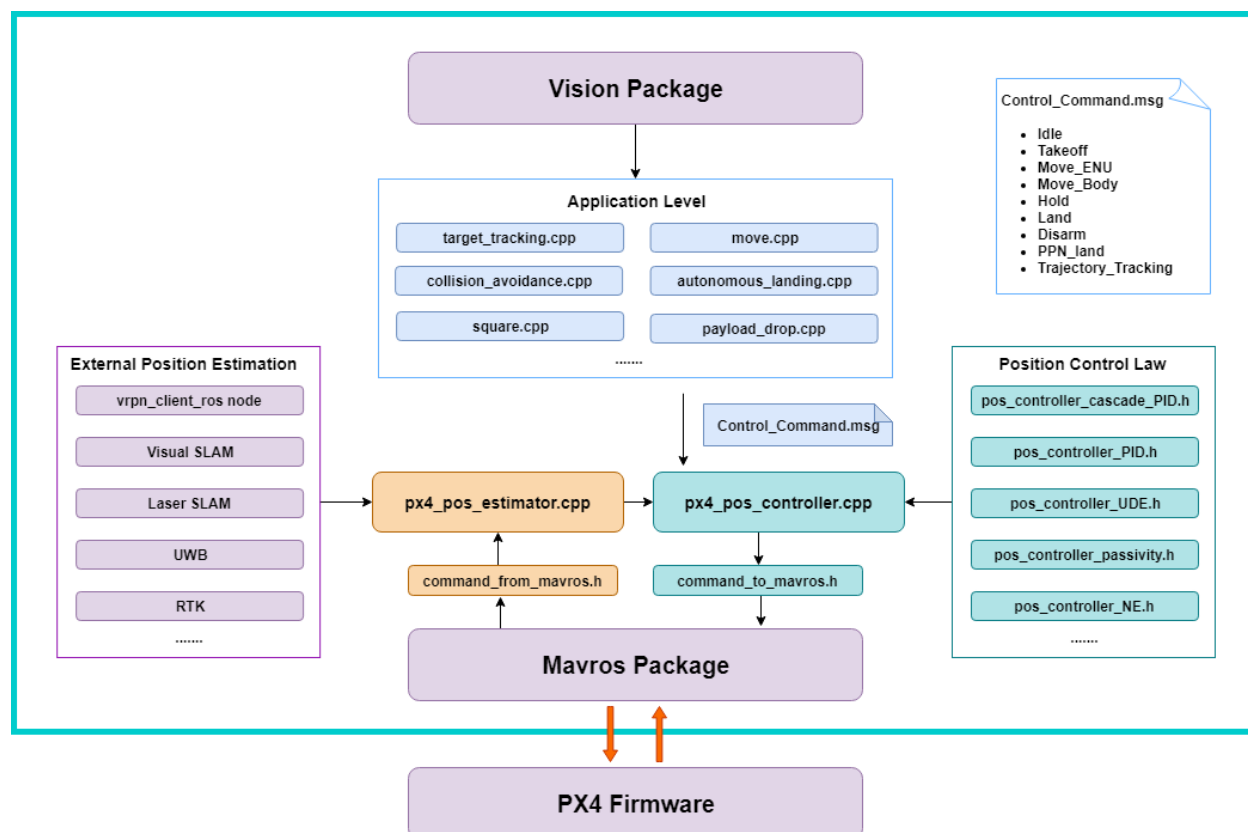 Vision Package
Control_Command.msg
Idle
Takeoff
Move_ENU
Move_Body
Hold
Land
Disarm
PPN_land
Trajectory_Tracking
Application Level
target_tracking.cpp
move.cpp
collision_avoidance.cpp
autonomous_landing.cpp
square.cpp
payload_drop.cpp
.......
External Position Estimation
vrpn_client_ros node
Visual SLAM
Laser SLAM
UWB
RTK
.......
Control_Command.msg
px4_pos_estimator.cpp
px4_pos_controller.cpp
command_from_mavros.h
command_to_mavros.h
Position Control Law
pos_controller_cascade_PID.h
pos_controller_PID.h
pos_controller_UDE.h
pos_controller_passivity.h
pos_controller_NE.h
.......
Mavros Package
PX4 Firmware